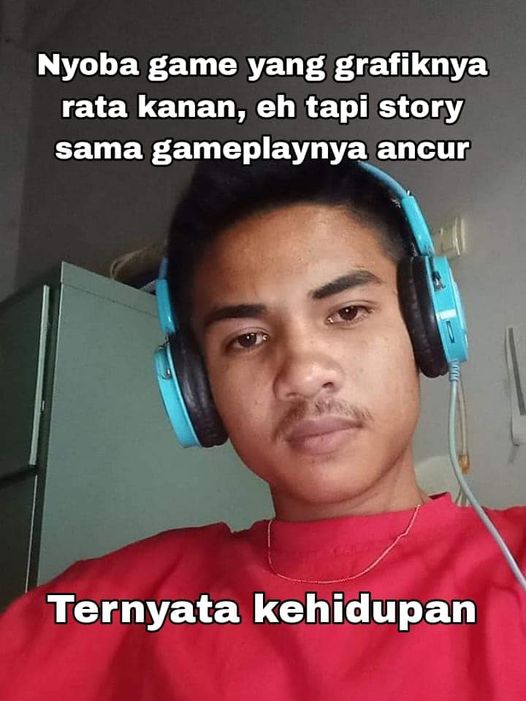 Nyoba game yang grafiknya
rata kanan, eh tapi story
sama gameplaynya ancur
Ternyata kehidupan